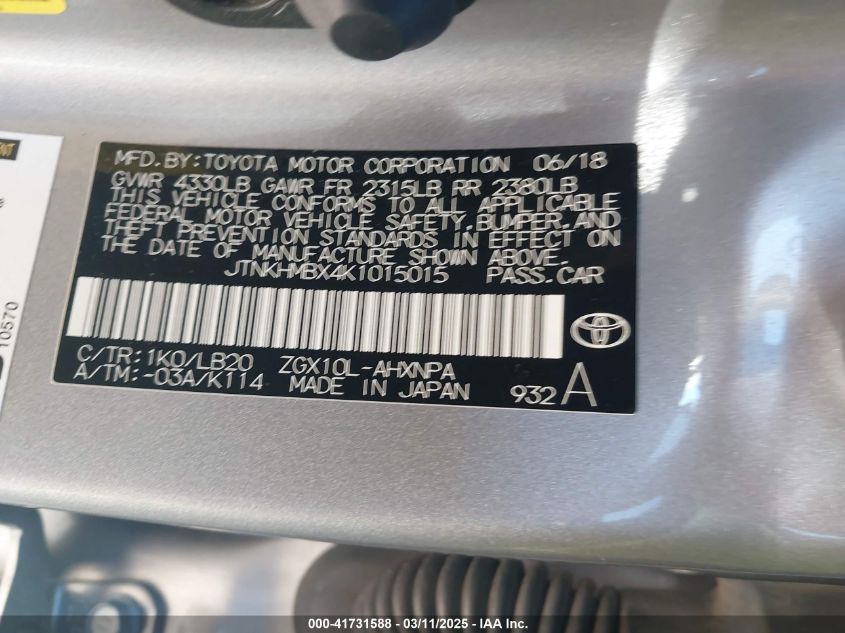 MFD.BY:TOYOTA MOTOR CORPORATION 06/18
GVWR 4330LB GAWR FR 2315LB RR 2380LB
THIS VEHICLE CONFORMS TO ALL APPLICABLE
FEDERAL MOTOR VEHICLE SAFETY,BUMPER,AND
THEFT PREVENTION STANDARDS IN EFFECT ON
THE DATE OF MANUFACTURE SHOWN ABOVE.
JTNKHMBX4K1015015 PASS.CAR
C/TR:1K0/LB20 ZGX10L-AHXNPA
A/TM:-03A/K114 MADE IN JAPAN 932A
10570
000-41731588 - 03/11/2025 - IAA Inc.